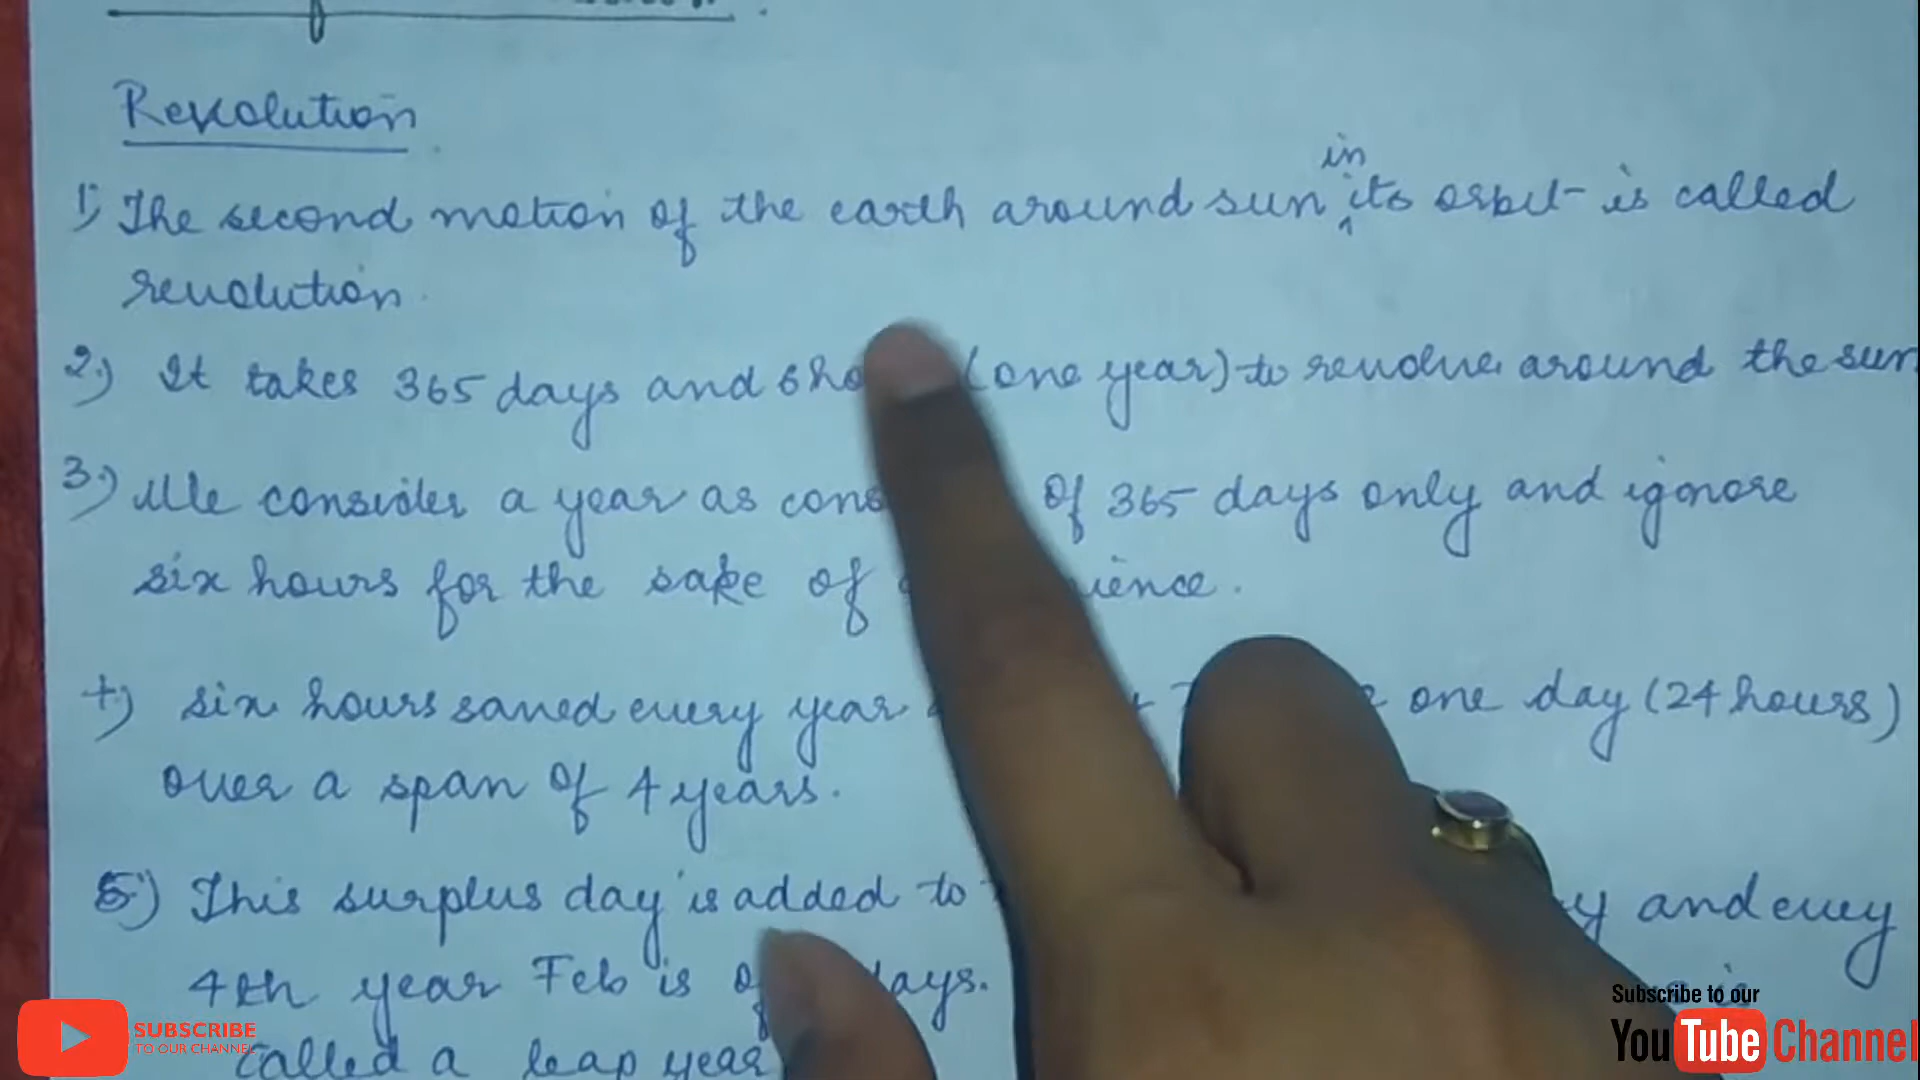 Revolution
1) The second motion of the earth around sun in its orbit is called
revolution.
2.) It takes 365 days and 6 (one year) to revolve around the sun
3.) We consider a year as of 365 days only and ignore
six hours for the sake of
4) six hours saved every year one day (24 hours)
over a span of 4 years.
5) This surplus day is added to and every
4th year Feb is days. is
called a leap year
SUBSCRIBE
TO OUR CHANNEL
Subscribe to our
YouTube Channel